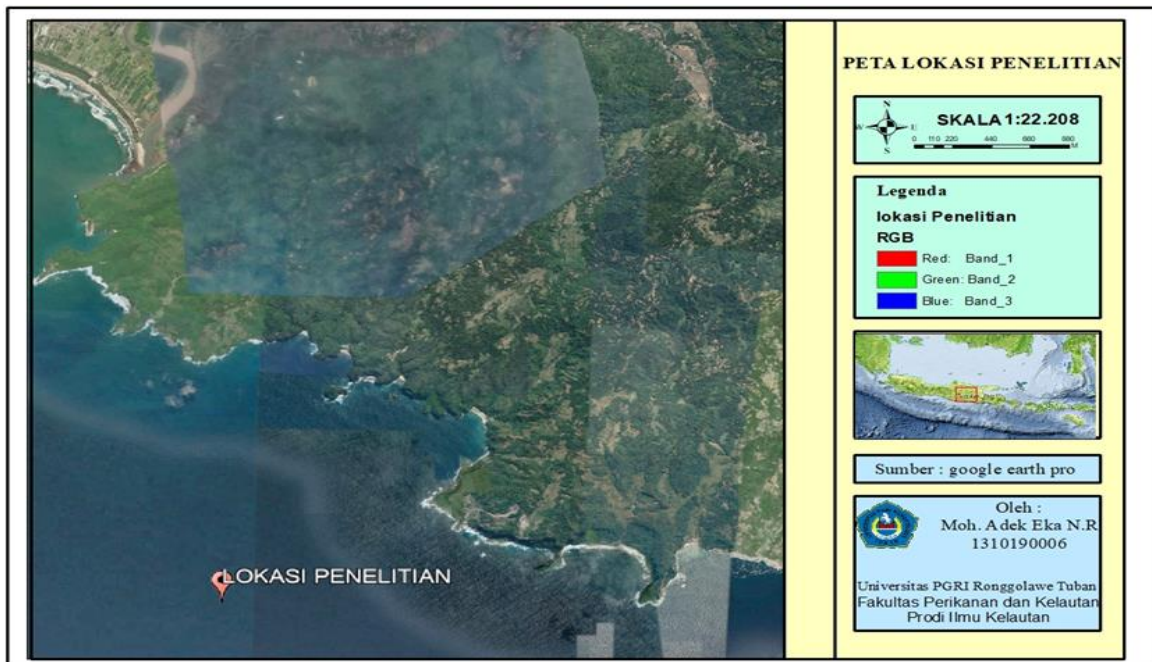 LOKASI PENELITIAN
PETA LOKASI PENELITIAN
N
W E
S
SKALA 1:22.208
0 110 220 440 660 880
M
Legenda
lokasi Penelitian
RGB
Red: Band_1
Green: Band_2
Blue: Band_3
Sumber : google earth pro
Oleh :
Moh. Adek Eka N.R
1310190006
Universitas PGRI Ronggolawe Tuban
Fakultas Perikanan dan Kelautan
Prodi Ilmu Kelautan